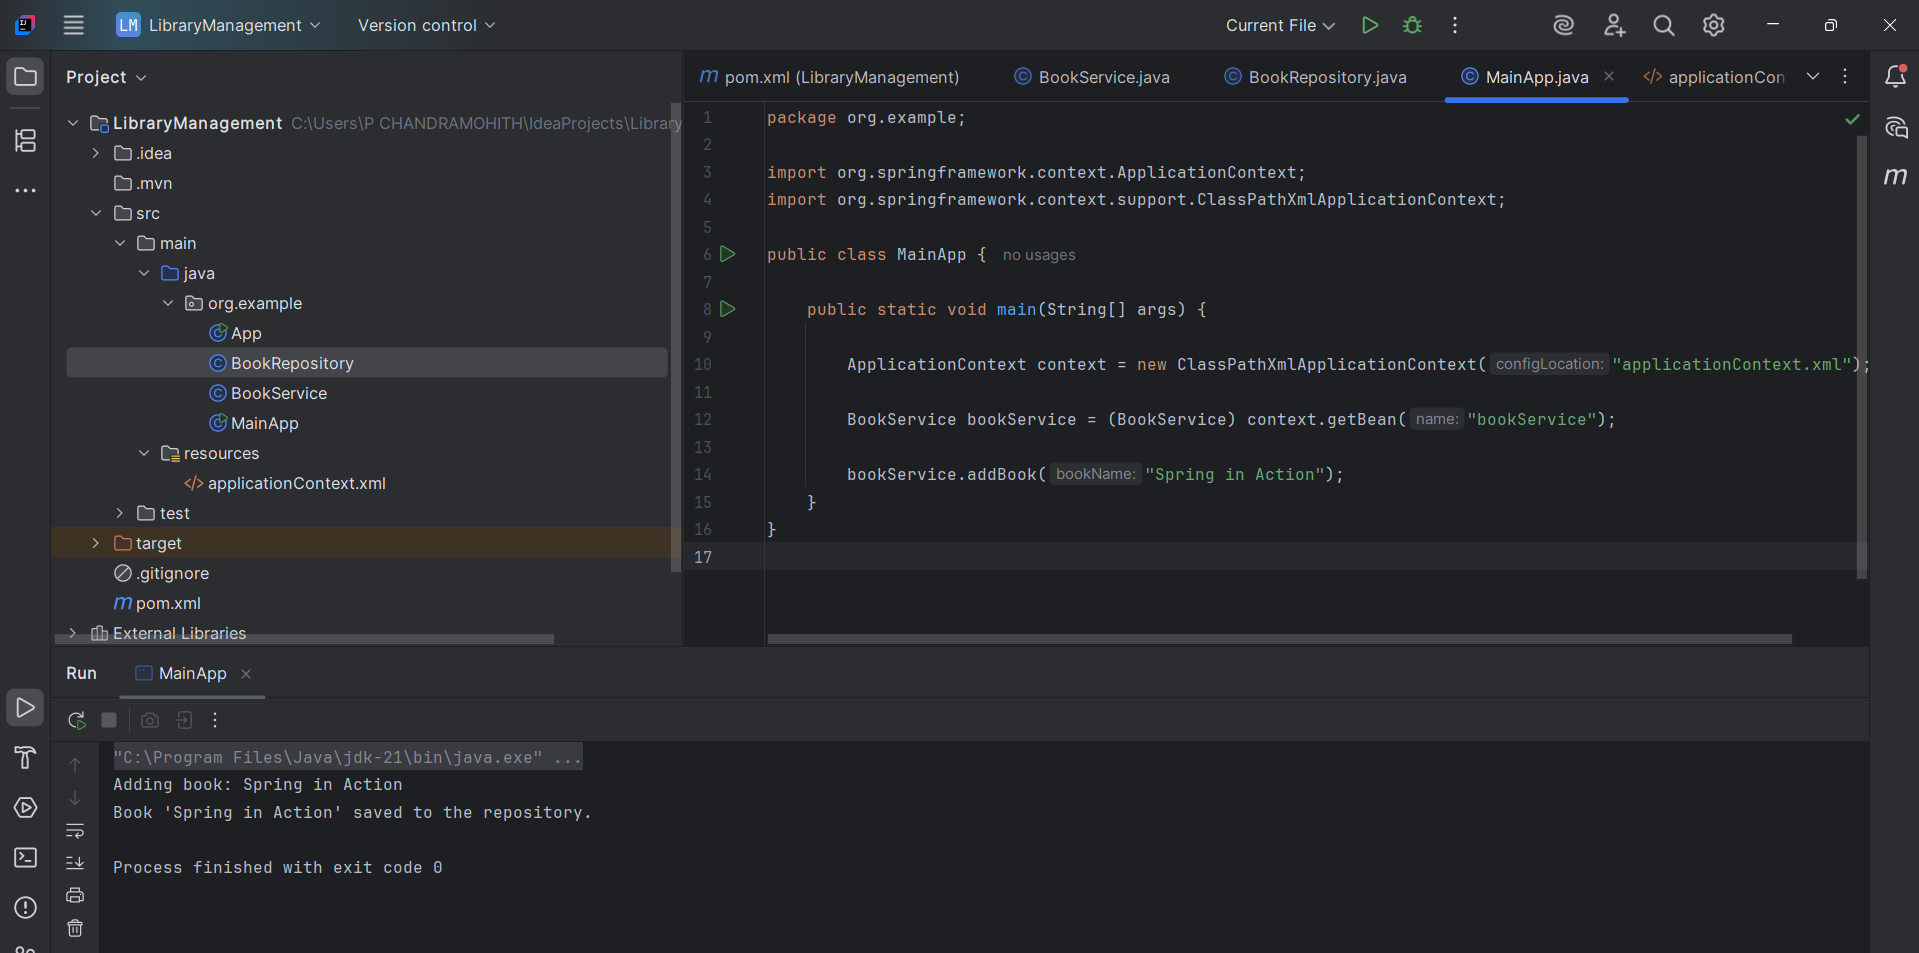 LM LibraryManagement Version control Current File
Project
LibraryManagement C:\Users\P CHANDRAMOHITH\IdeaProjects\Library
.idea
.mvn
src
main
java
org.example
App
BookRepository
BookService
MainApp
resources
applicationContext.xml
test
target
.gitignore
pom.xml
External Libraries
pom.xml (LibraryManagement) BookService.java BookRepository.java MainApp.java applicationCon
1 package org.example;
2
3 import org.springframework.context.ApplicationContext;
4 import org.springframework.context.support.ClassPathXmlApplicationContext;
5
6 public class MainApp { no usages
7
8 public static void main(String[] args) {
9
10 ApplicationContext context = new ClassPathXmlApplicationContext( configLocation: "applicationContext.xml");
11
12 BookService bookService = (BookService) context.getBean( name: "bookService");
13
14 bookService.addBook( bookName: "Spring in Action");
15 }
16 }
17
Run MainApp
"C:\Program Files\Java\jdk-21\bin\java.exe" ...
Adding book: Spring in Action
Book 'Spring in Action' saved to the repository.
Process finished with exit code 0